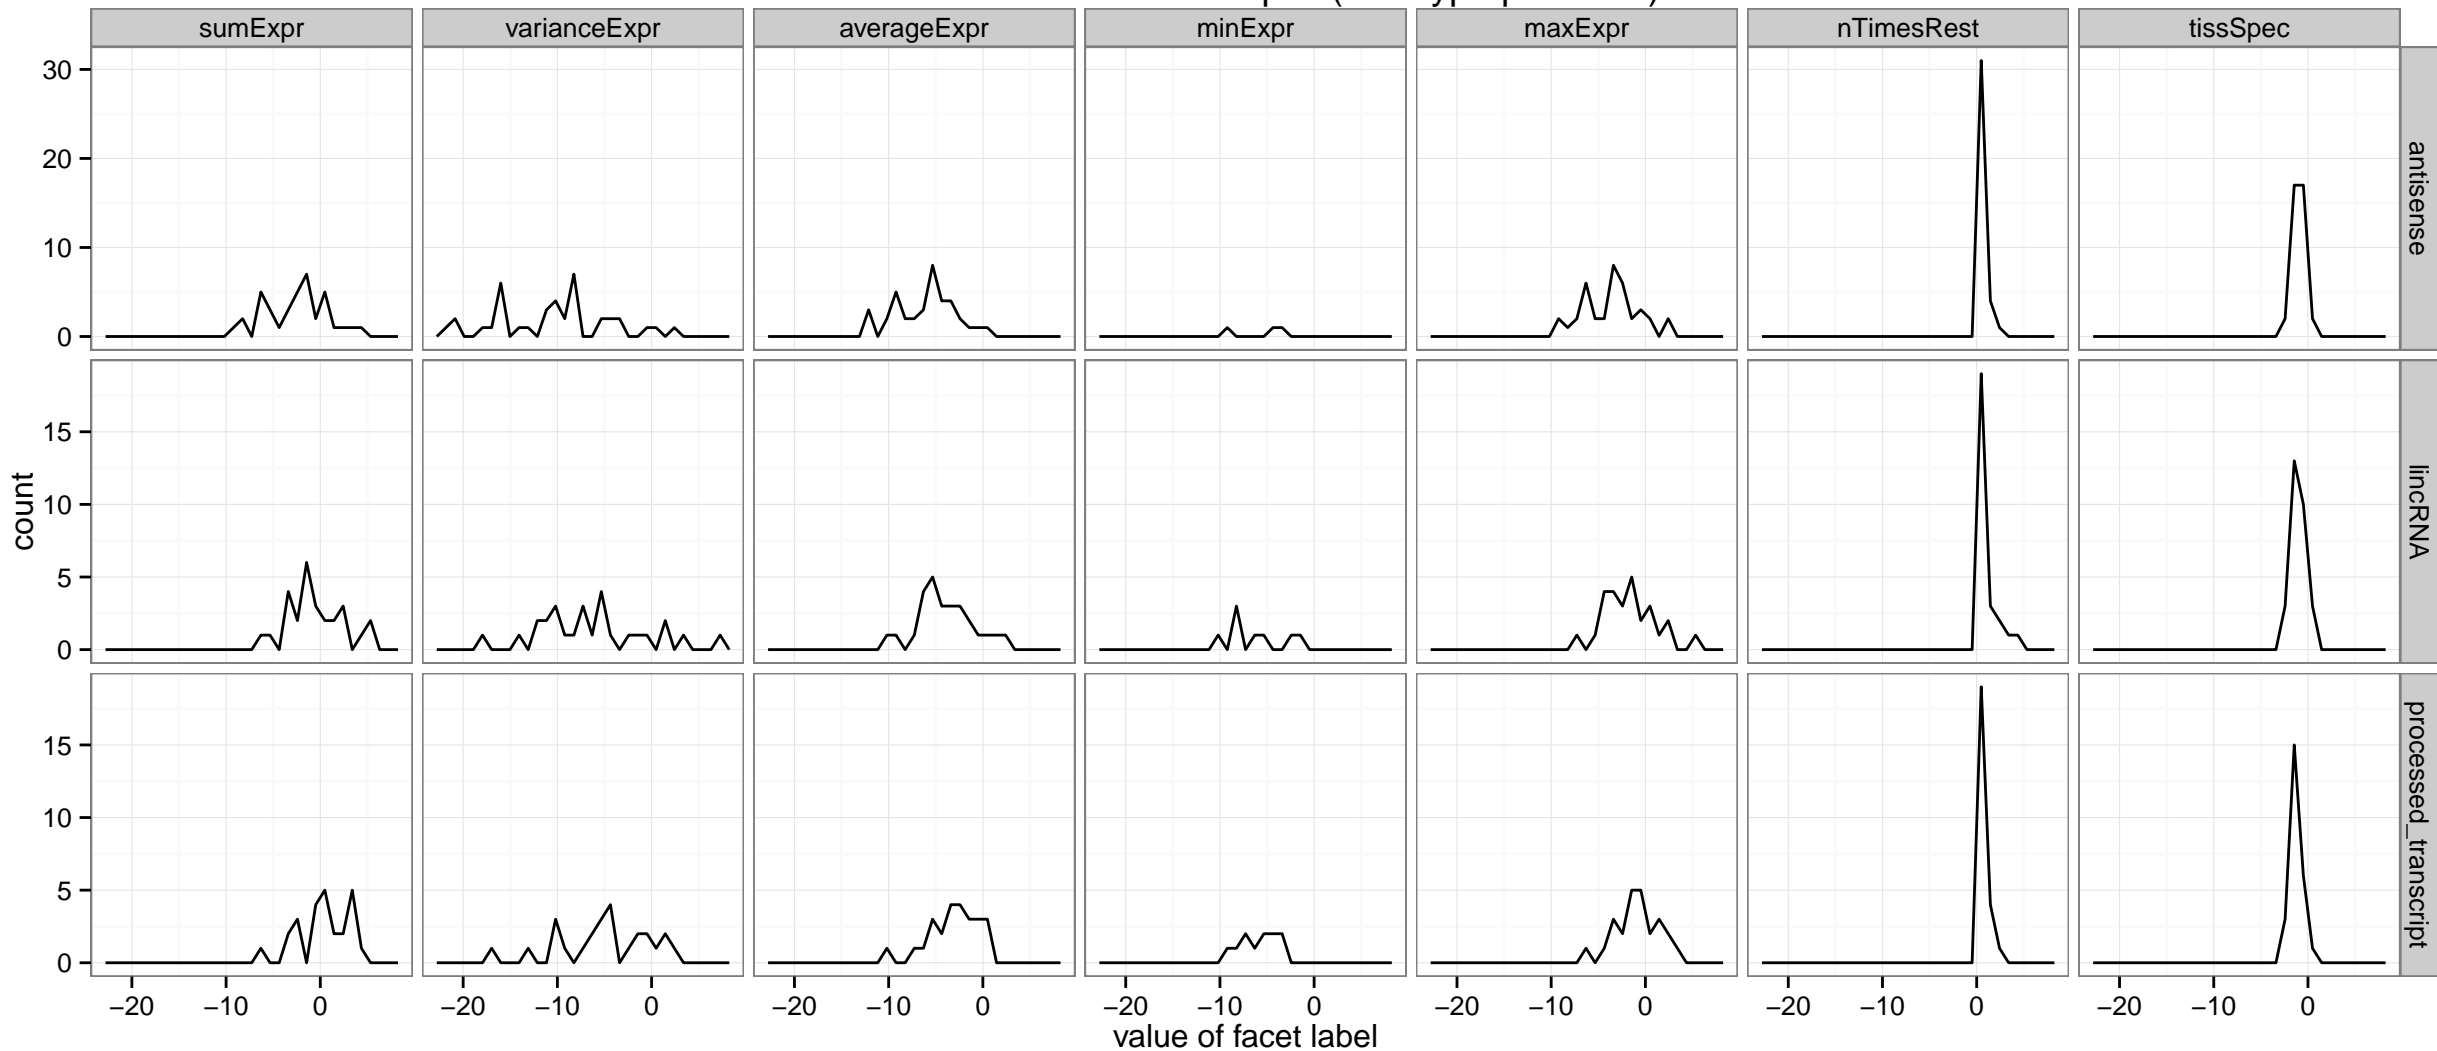 sumExpr varianceExpr averageExpr minExpr maxExpr nTimesRest tissSpec
30
20
10
0
antisense
15
10
5
0
lincRNA
15
10
5
0
processed_transcript
count
−20 −10 0 −20 −10 0 −20 −10 0 −20 −10 0 −20 −10 0 −20 −10 0 −20 −10 0
value of facet label